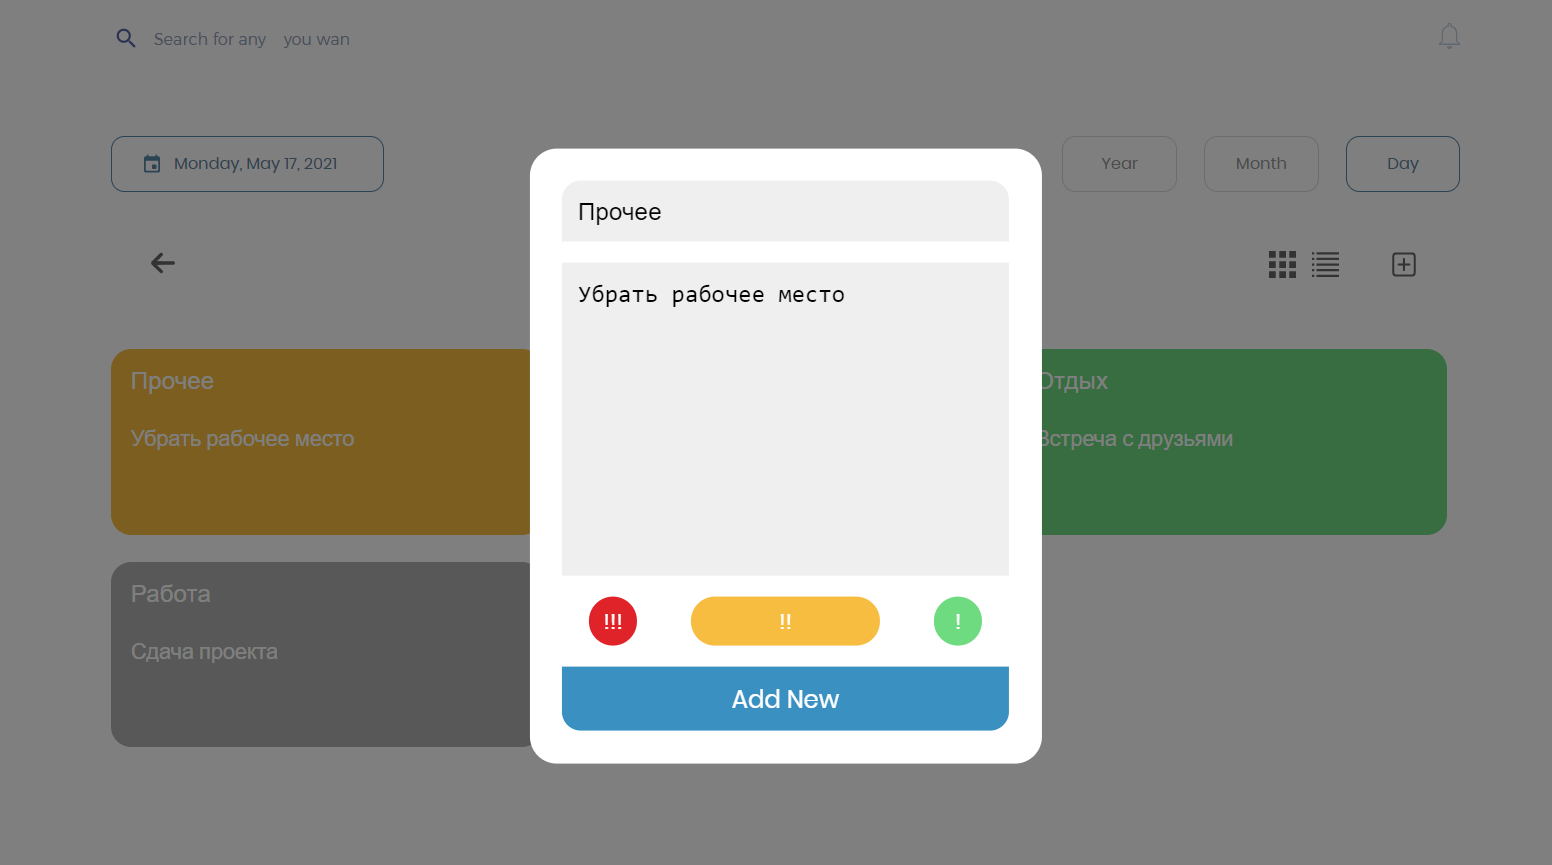 Search for any you wan
Monday, May 17, 2021
Year
Month
Day
Прочее
Убрать рабочее место
Отдых
Встреча с друзьями
Работа
Сдача проекта
Прочее
Убрать рабочее место
!!!
!!
!
Add New